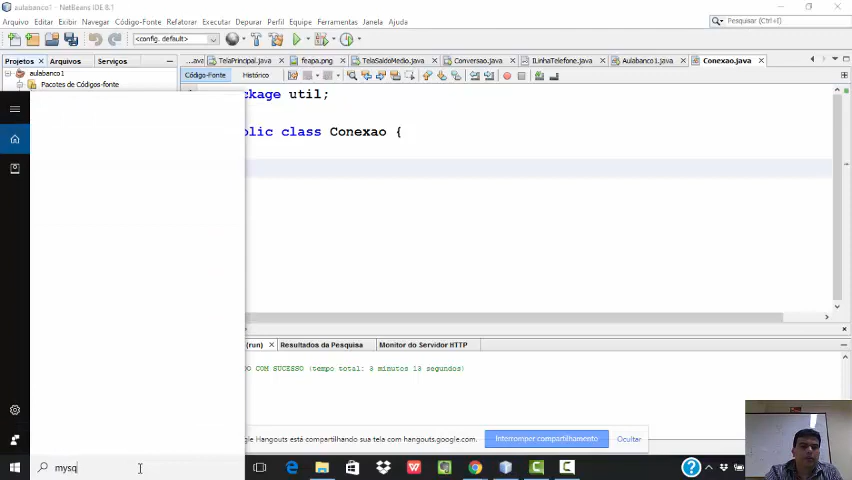 aulabanco1 - NetBeans IDE 8.1
Arquivo Editar Exibir Navegar Código-Fonte Refatorar Executar Depurar Perfil Equipe Ferramentas Janela Ajuda
Pesquisar (Ctrl+I)
<config. default>
Projetos Arquivos Serviços
...ava TelaPrincipal.java feapa.png TelaSaldoMedio.java Conversao.java ILinhaTelefone.java Aulabanco1.java Conexao.java
aulabanco1
Código-Fonte Histórico
Pacotes de Códigos-fonte
ckage util;
blic class Conexao {
(run) Resultados da Pesquisa Monitor do Servidor HTTP
DO COM SUCESSO (tempo total: 3 minutos 13 segundos)
gle Hangouts está compartilhando sua tela com hangouts.google.com.
Interromper compartilhamento
Ocultar
mysq